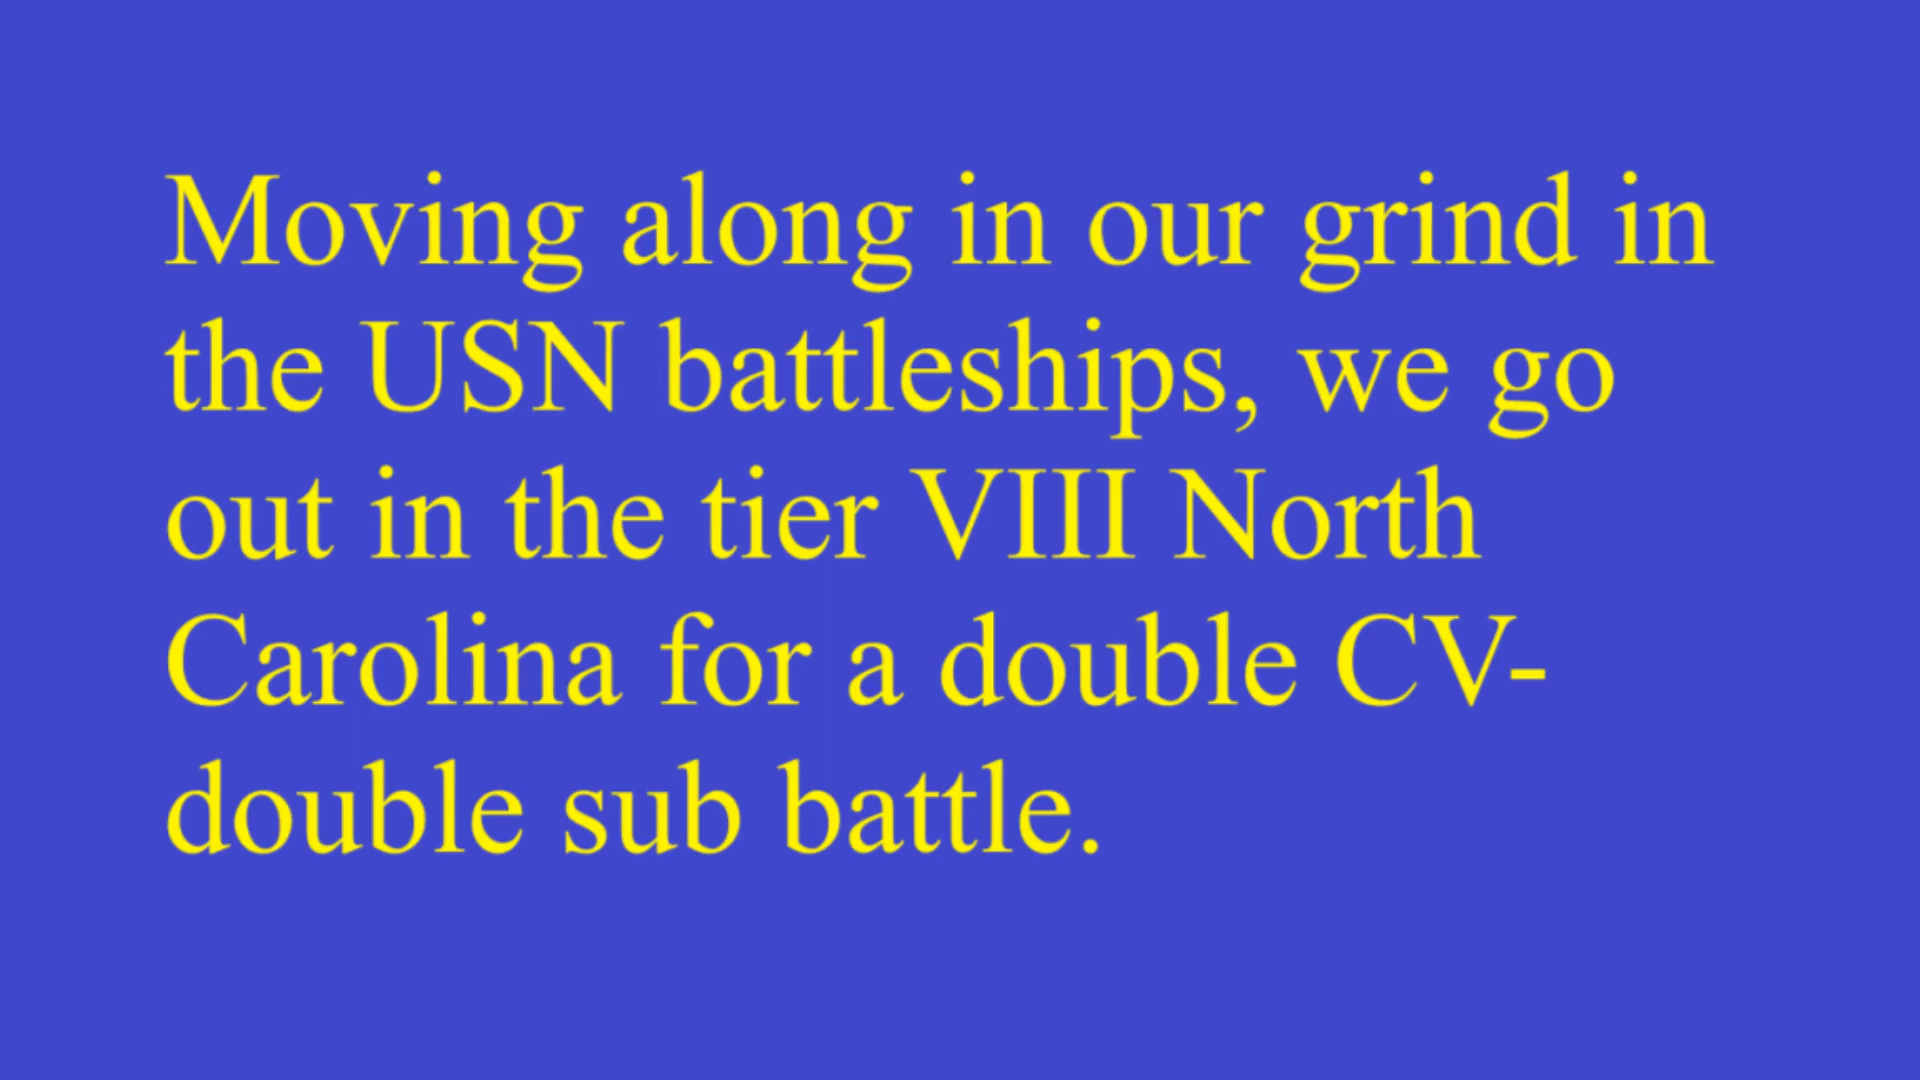 Moving along in our grind in
the USN battleships, we go
out in the tier VIII North
Carolina for a double CV-
double sub battle.